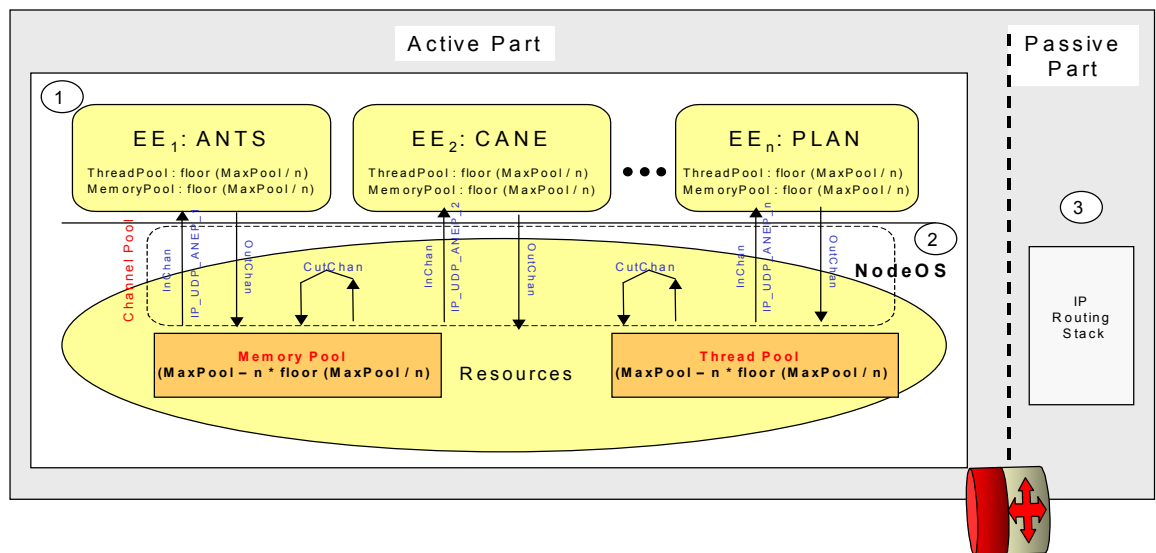 Active Part
Passive
Part
1
EE1: ANTS
ThreadPool : floor (MaxPool / n)
MemoryPool : floor (MaxPool / n)
EE2: CANE
ThreadPool : floor (MaxPool / n)
MemoryPool : floor (MaxPool / n)
•••
EEn: PLAN
ThreadPool : floor (MaxPool / n)
MemoryPool : floor (MaxPool / n)
3
2
NodeOS
Channel Pool
InChan
IP_UDP_ANEP_1
OutChan
CutChan
InChan
IP_UDP_ANEP_2
OutChan
CutChan
InChan
IP_UDP_ANEP_n
OutChan
IP
Routing
Stack
Memory Pool
(MaxPool – n * floor (MaxPool / n)
Resources
Thread Pool
(MaxPool – n * floor (MaxPool / n)